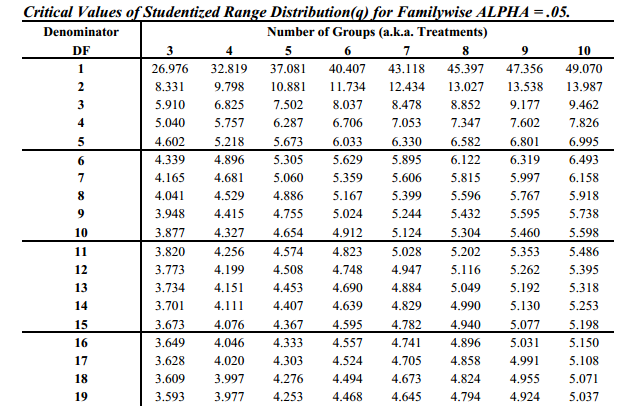 Critical Values of Studentized Range Distribution(q) for Familywise ALPHA = .05.
Denominator Number of Groups (a.k.a. Treatments)
DF 3 4 5 6 7 8 9 10
1 26.976 32.819 37.081 40.407 43.118 45.397 47.356 49.070
2 8.331 9.798 10.881 11.734 12.434 13.027 13.538 13.987
3 5.910 6.825 7.502 8.037 8.478 8.852 9.177 9.462
4 5.040 5.757 6.287 6.706 7.053 7.347 7.602 7.826
5 4.602 5.218 5.673 6.033 6.330 6.582 6.801 6.995
6 4.339 4.896 5.305 5.629 5.895 6.122 6.319 6.493
7 4.165 4.681 5.060 5.359 5.606 5.815 5.997 6.158
8 4.041 4.529 4.886 5.167 5.399 5.596 5.767 5.918
9 3.948 4.415 4.755 5.024 5.244 5.432 5.595 5.738
10 3.877 4.327 4.654 4.912 5.124 5.304 5.460 5.598
11 3.820 4.256 4.574 4.823 5.028 5.202 5.353 5.486
12 3.773 4.199 4.508 4.748 4.947 5.116 5.262 5.395
13 3.734 4.151 4.453 4.690 4.884 5.049 5.192 5.318
14 3.701 4.111 4.407 4.639 4.829 4.990 5.130 5.253
15 3.673 4.076 4.367 4.595 4.782 4.940 5.077 5.198
16 3.649 4.046 4.333 4.557 4.741 4.896 5.031 5.150
17 3.628 4.020 4.303 4.524 4.705 4.858 4.991 5.108
18 3.609 3.997 4.276 4.494 4.673 4.824 4.955 5.071
19 3.593 3.977 4.253 4.468 4.645 4.794 4.924 5.037